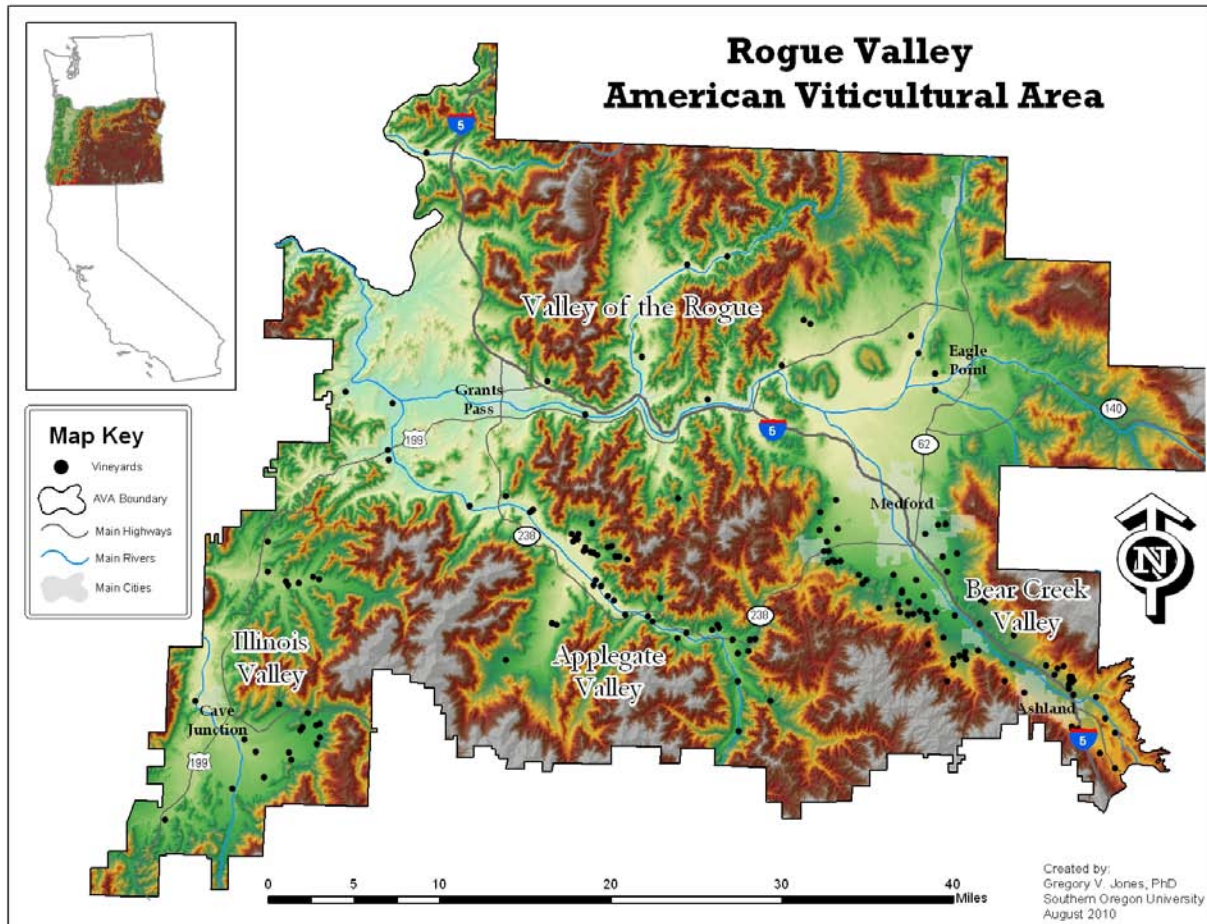 Rogue Valley
American Viticultural Area
5
Valley of the Rogue
Eagle
Point
Grants
Pass
199
5
140
62
Map Key
Vineyards
AVA Boundary
Main Highways
Main Rivers
Main Cities
Medford
238
N
Bear Creek
Valley
238
Illinois
Valley
Applegate
Valley
Cave
Junction
Ashland
199
5
0 5 10 20 30 40
Miles
Created by:
Gregory V. Jones, PhD
Southern Oregon University
August 2010